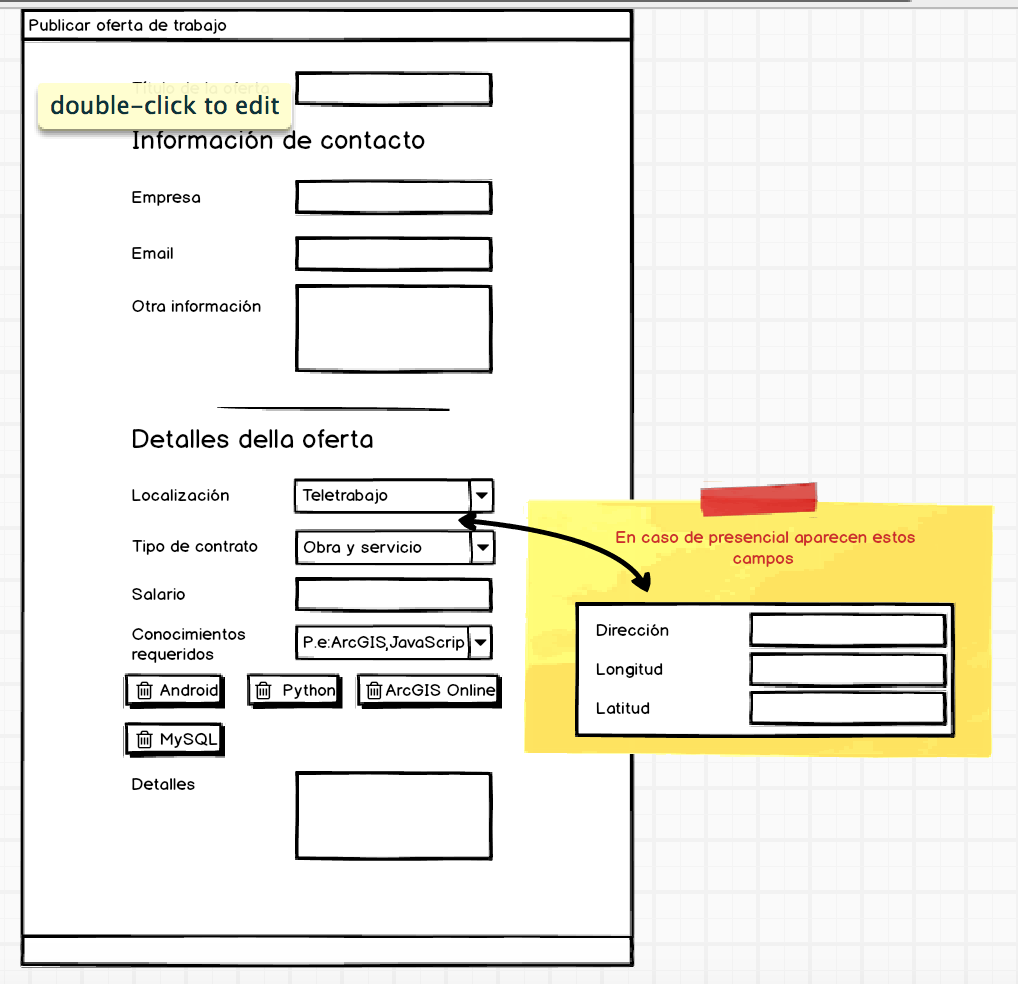 Publicar oferta de trabajo
Título de la oferta
double-click to edit
Información de contacto
Empresa
Email
Otra información
Detalles della oferta
Localización
Teletrabajo
Tipo de contrato
Obra y servicio
Salario
Conocimientos
requeridos
P.e:ArcGIS,JavaScrip
Android
Python
ArcGIS Online
MySQL
Detalles
En caso de presencial aparecen estos
campos
Dirección
Longitud
Latitud